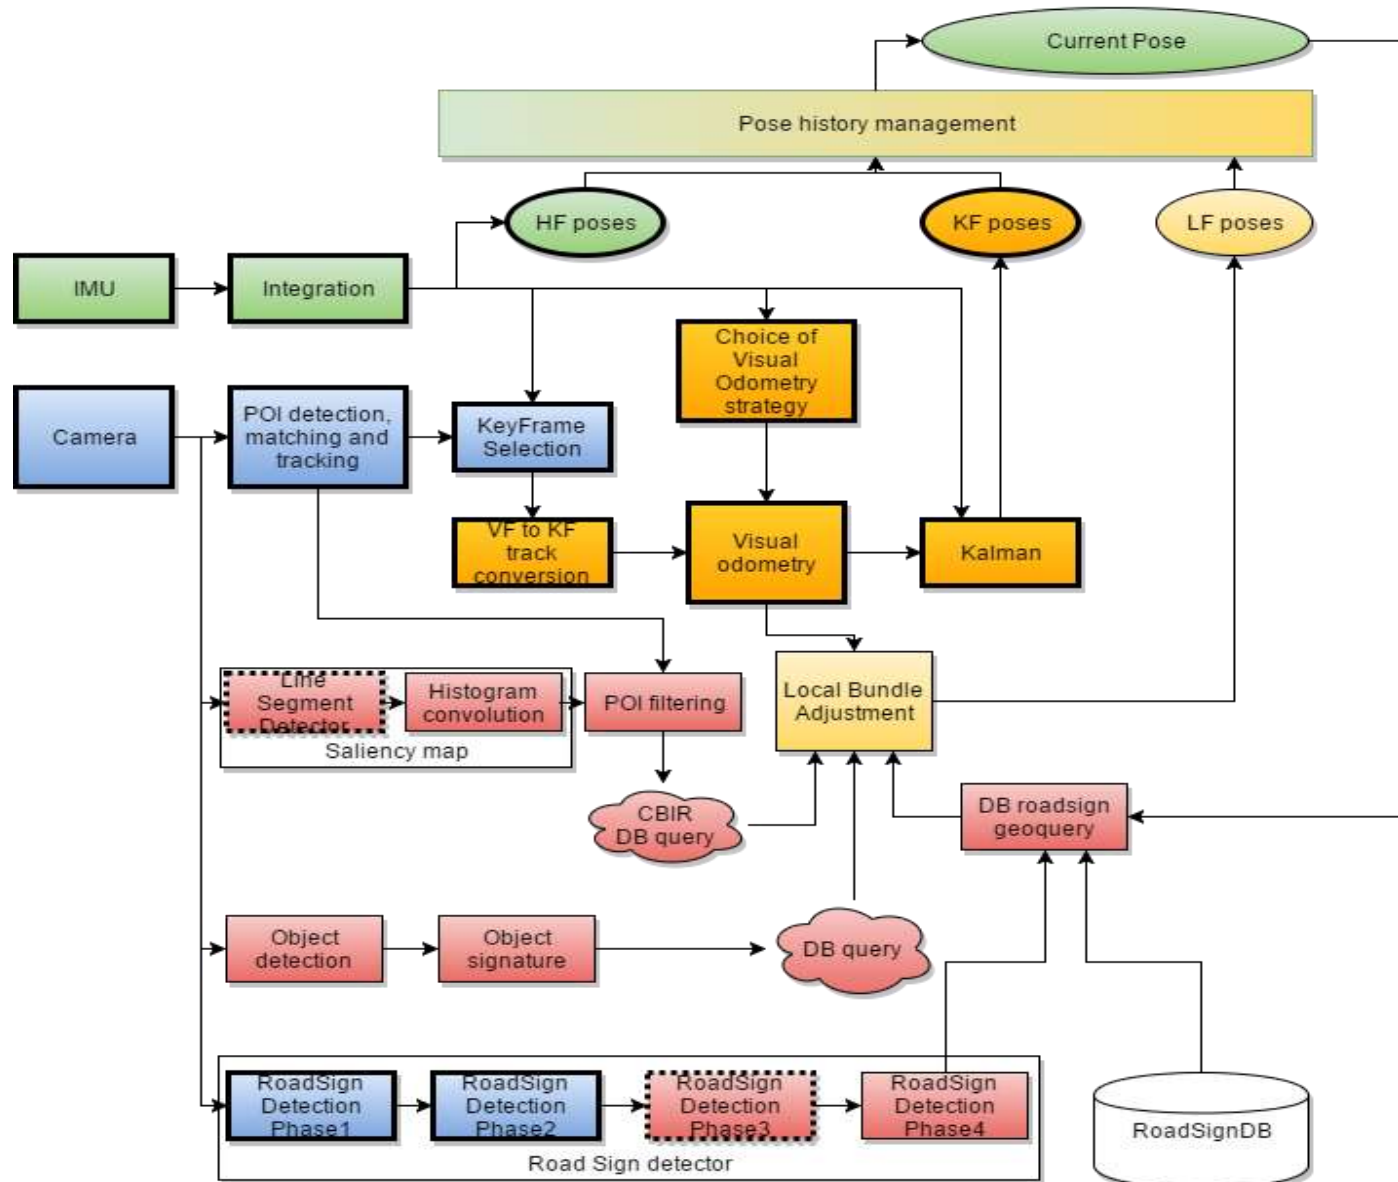 Current Pose
Pose history management
HF poses
KF poses
LF poses
IMU
Integration
Choice of
Visual
Odometry
strategy
Camera
POI detection,
matching and
tracking
KeyFrame
Selection
VF to KF
track
conversion
Visual
odometry
Kalman
Line
Segment
Detector
Histogram
convolution
Saliency map
POI filtering
Local Bundle
Adjustment
CBIR
DB query
DB roadsign
geoquery
Object
detection
Object
signature
DB query
RoadSign
Detection
Phase1
RoadSign
Detection
Phase2
RoadSign
Detection
Phase3
RoadSign
Detection
Phase4
Road Sign detector
RoadSignDB